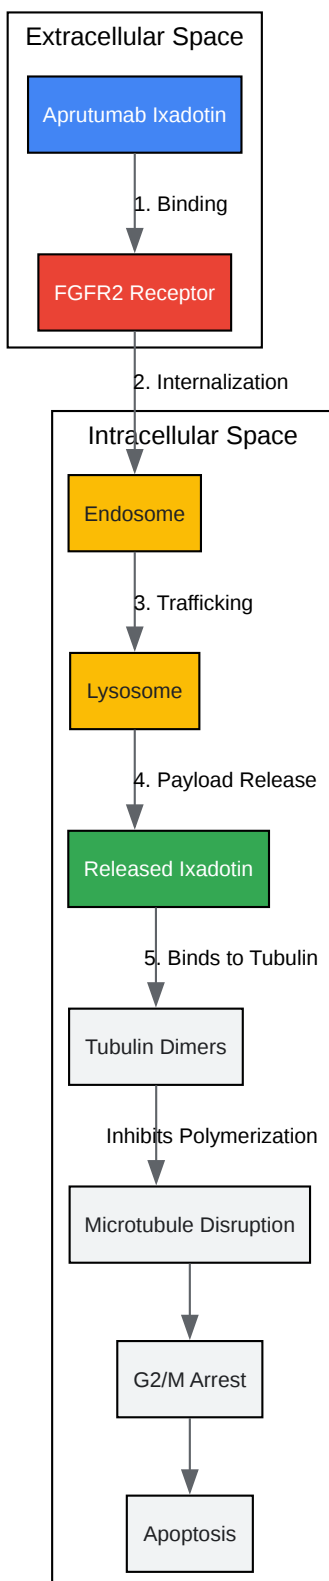 Extracellular Space
Aprutumab Ixadotin
1. Binding
FGFR2 Receptor
2. Internalization
Intracellular Space
Endosome
3. Trafficking
Lysosome
4. Payload Release
Released Ixadotin
5. Binds to Tubulin
Tubulin Dimers
Inhibits Polymerization
Microtubule Disruption
G2/M Arrest
Apoptosis